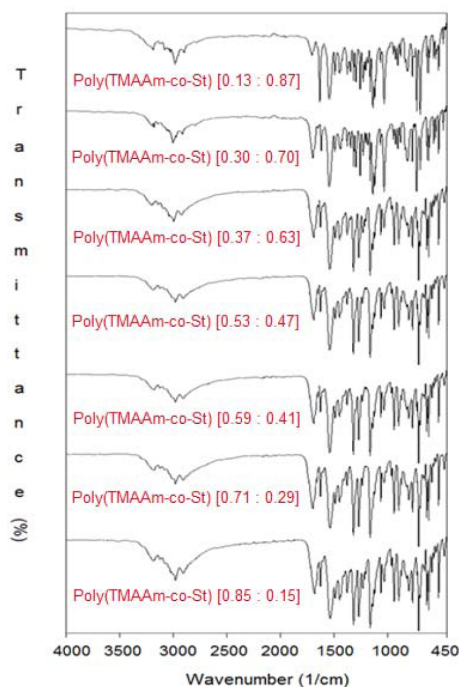 Transmittance (%)
Poly(TMAAm-co-St) [0.13 : 0.87]
Poly(TMAAm-co-St) [0.30 : 0.70]
Poly(TMAAm-co-St) [0.37 : 0.63]
Poly(TMAAm-co-St) [0.53 : 0.47]
Poly(TMAAm-co-St) [0.59 : 0.41]
Poly(TMAAm-co-St) [0.71 : 0.29]
Poly(TMAAm-co-St) [0.85 : 0.15]
4000 3000 2000 1000 450
Wavenumber (1/cm)